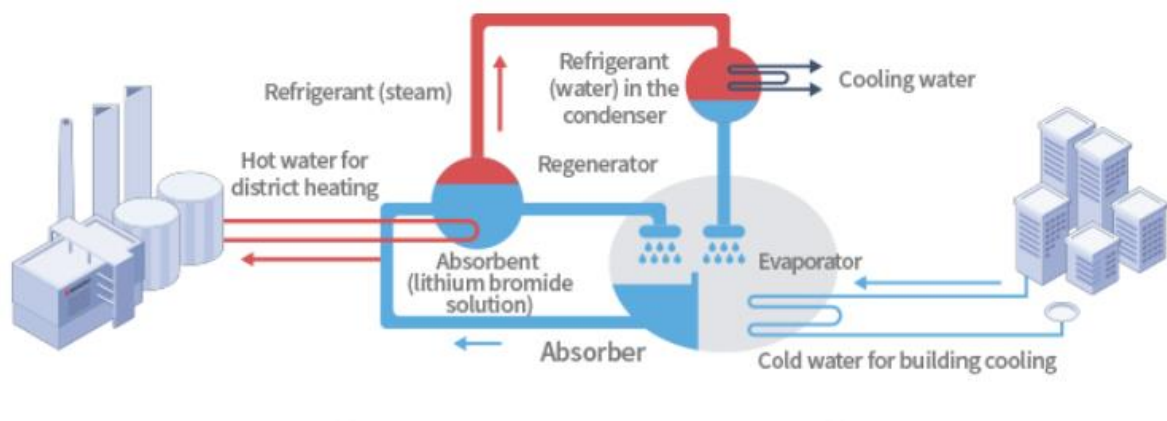 Refrigerant (steam)
Refrigerant
(water) in the
condenser
Cooling water
Hot water for
district heating
Regenerator
Absorbent
(lithium bromide
solution)
Evaporator
Absorber
Cold water for building cooling